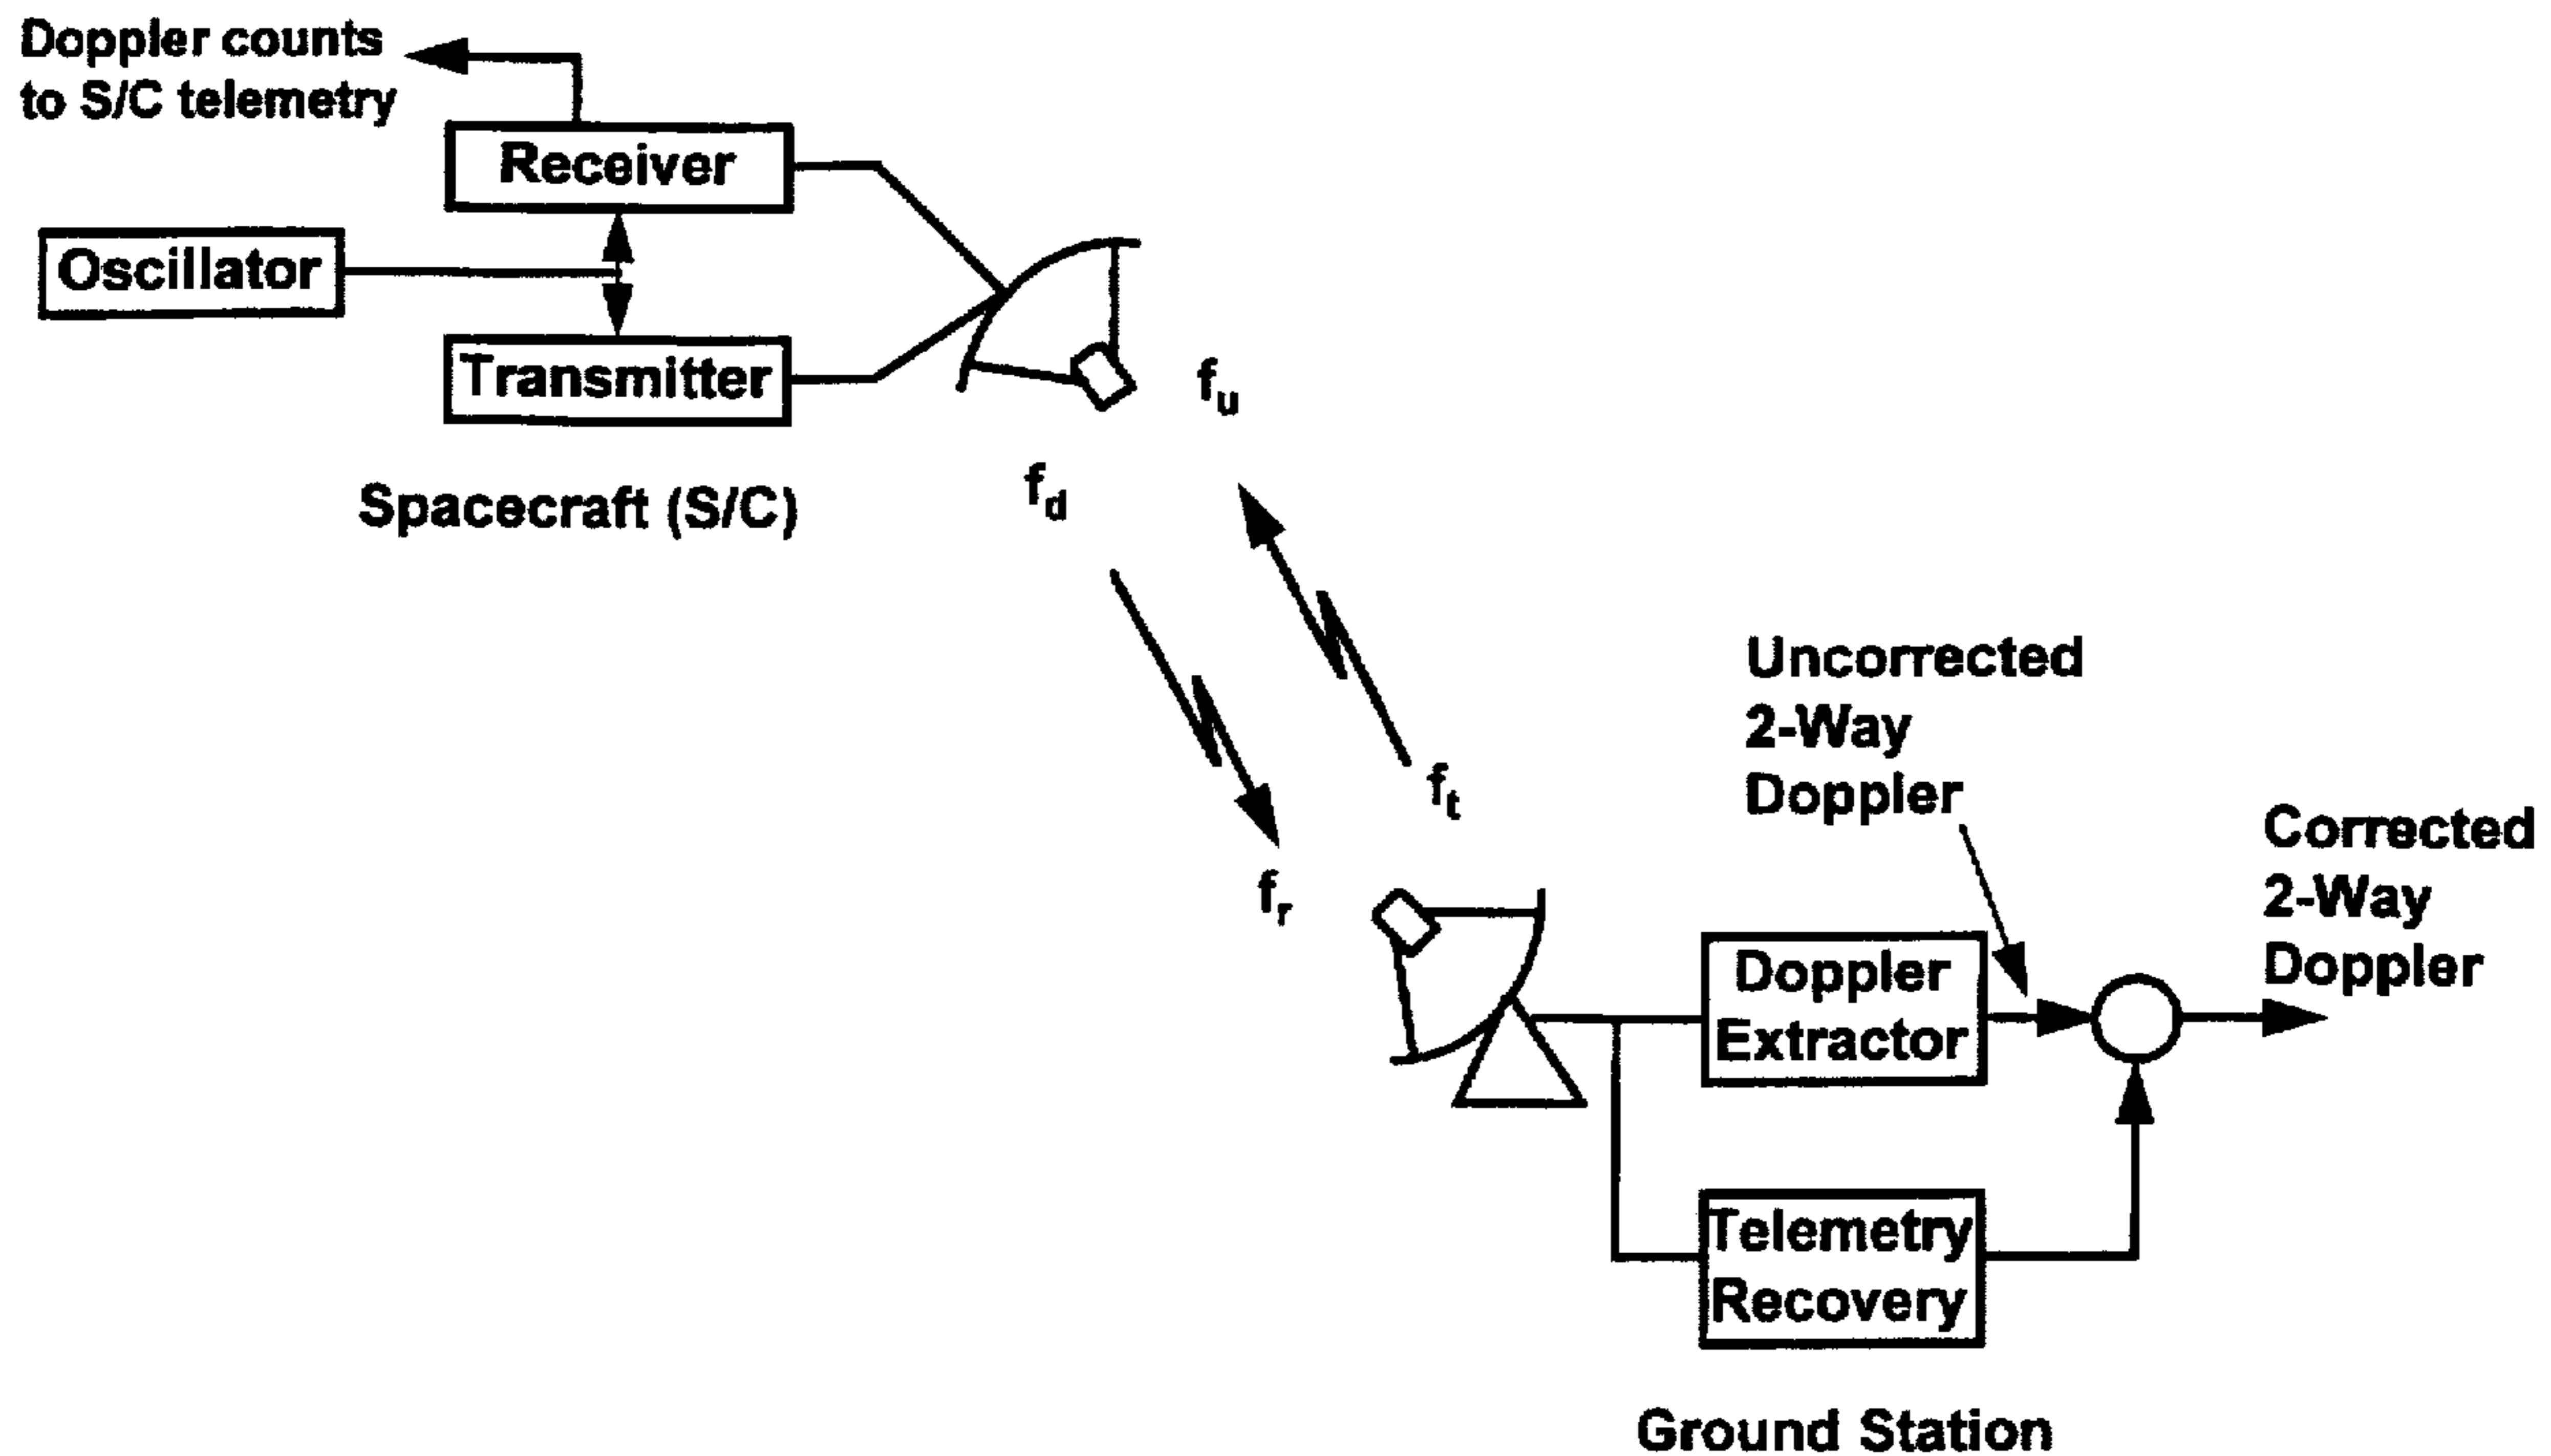 Doppler counts
to S/C telemetry
Receiver
Oscillator
Transmitter
Spacecraft (S/C)
fu
fd
ft
fr
Uncorrected
2-Way
Doppler
Corrected
2-Way
Doppler
Doppler
Extractor
Telemetry
Recovery
Ground Station